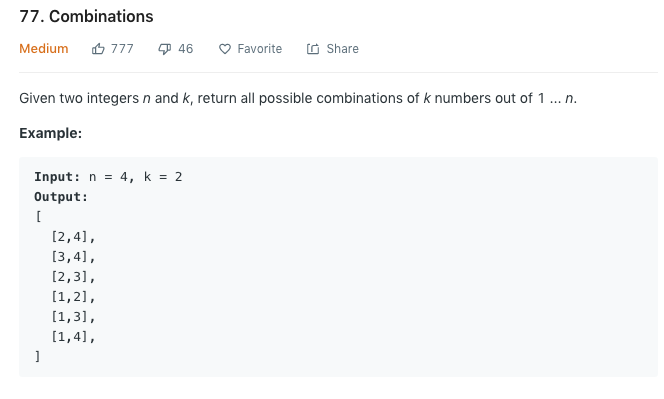 77. Combinations
Medium 777 46 Favorite Share
Given two integers n and k, return all possible combinations of k numbers out of 1 ... n.
Example:
Input: n = 4, k = 2
Output:
[
  [2,4],
  [3,4],
  [2,3],
  [1,2],
  [1,3],
  [1,4],
]